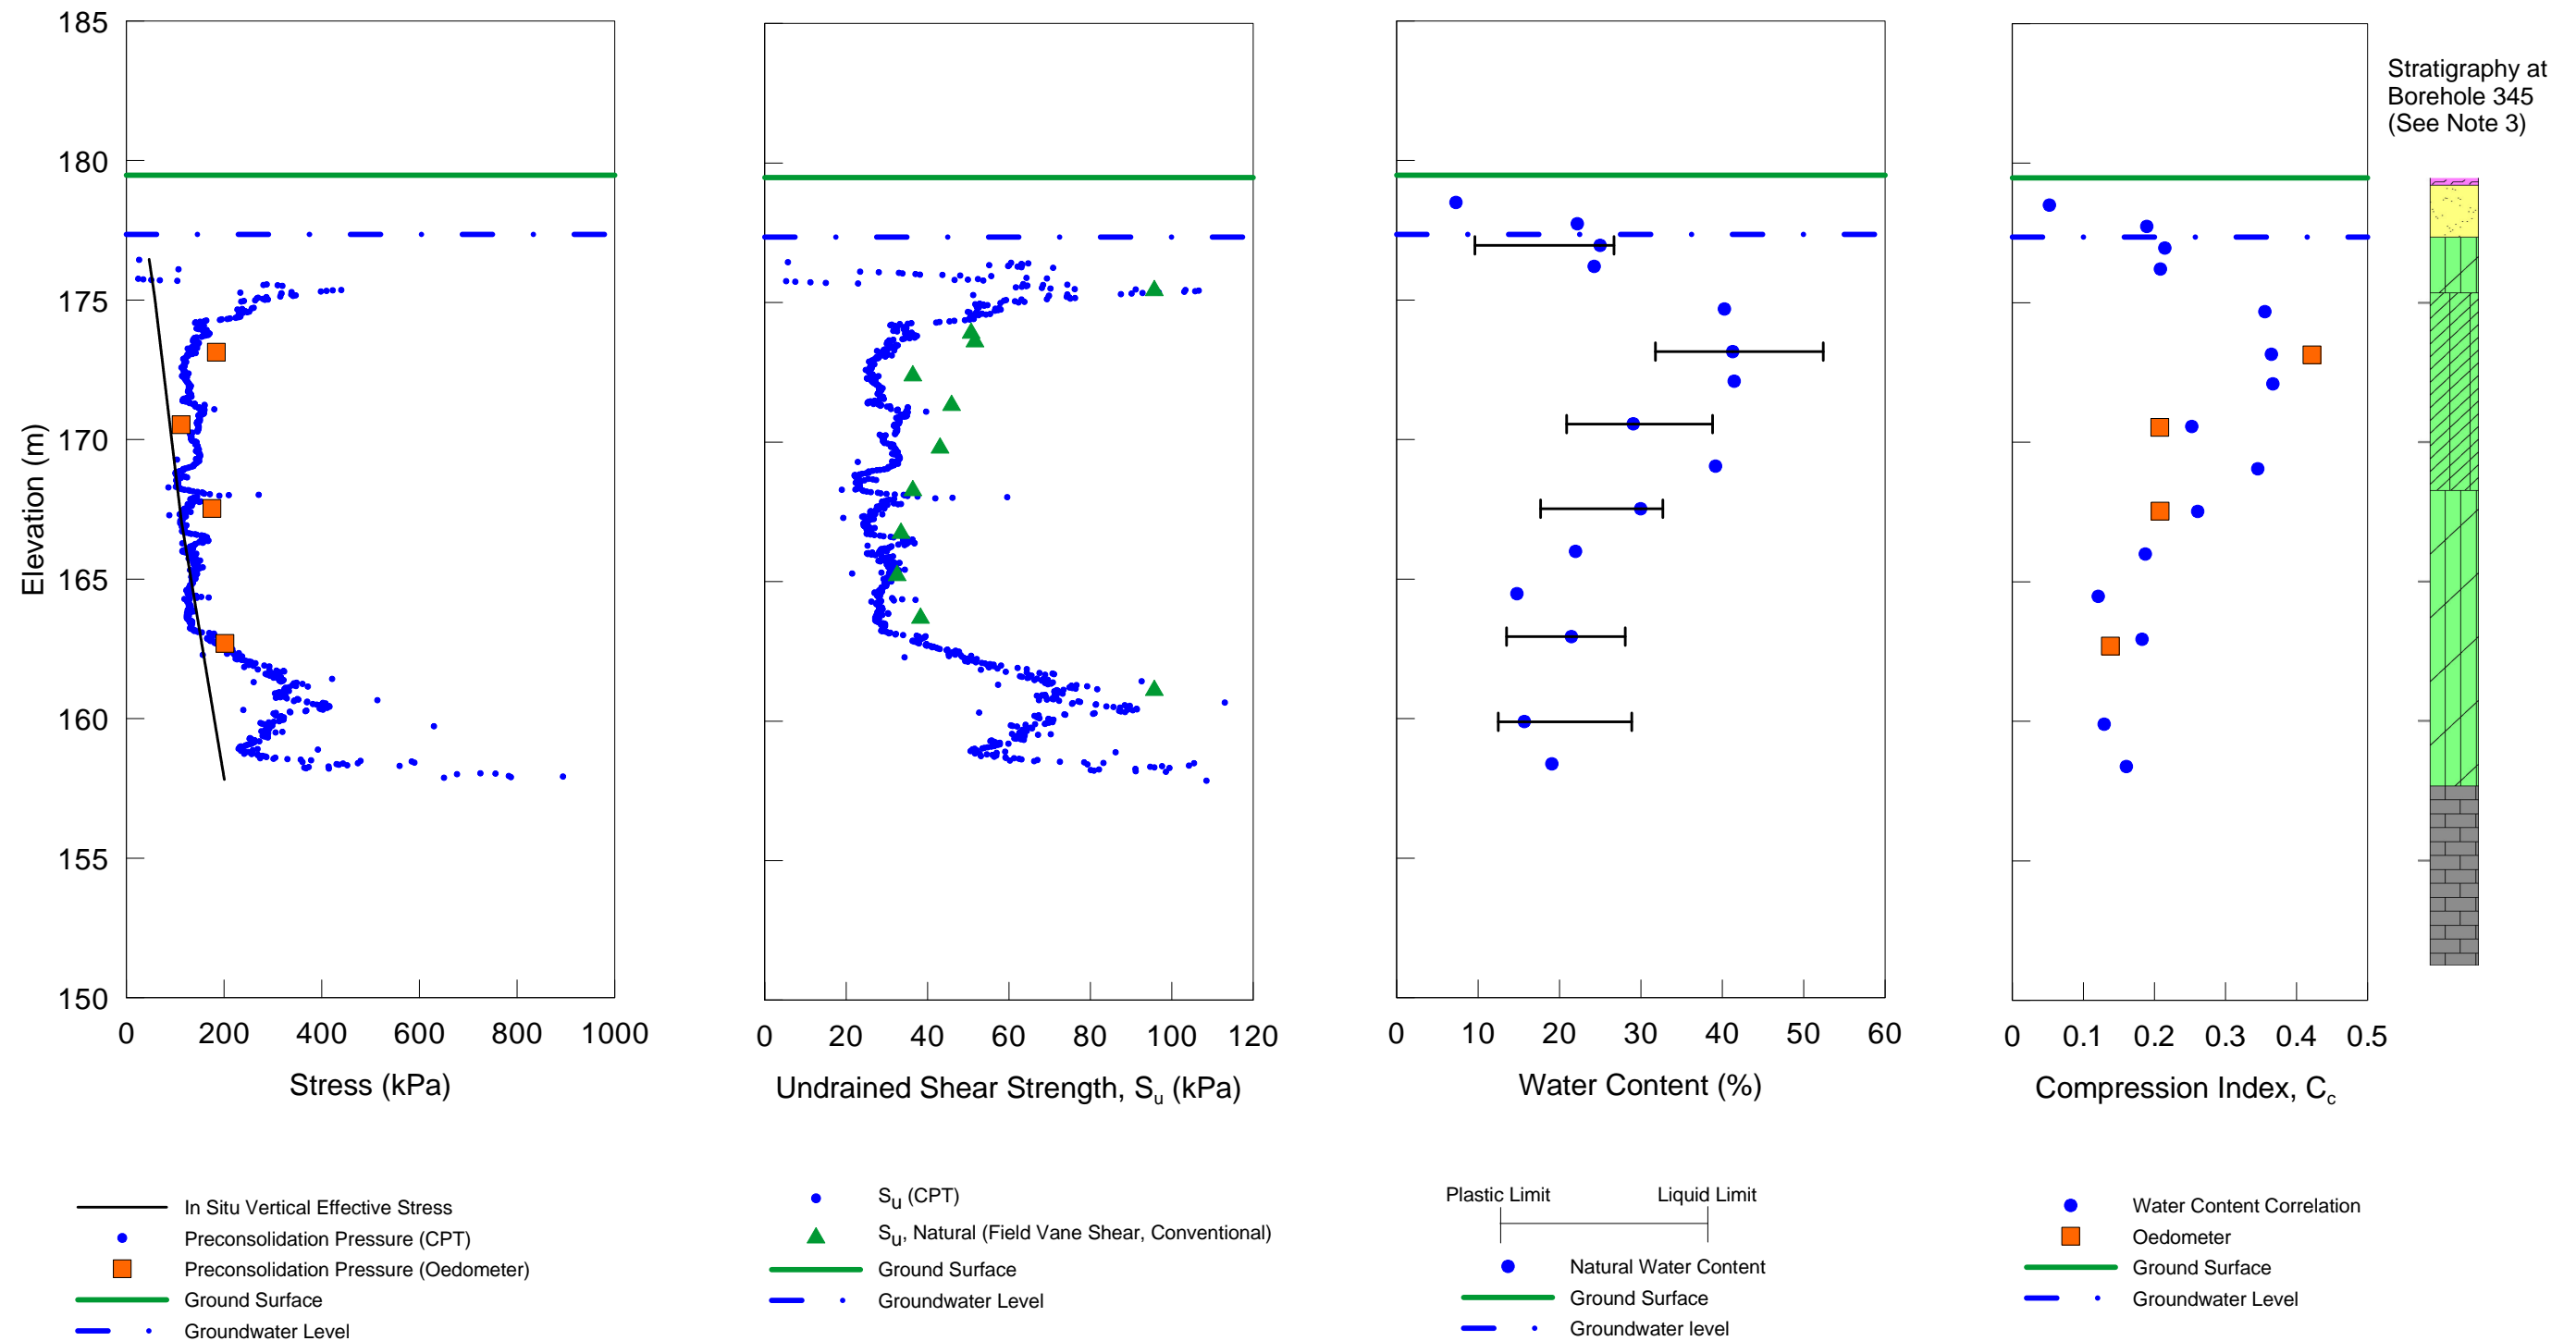 185
180
175
170
165
160
155
150
Elevation (m)
0 200 400 600 800 1000
Stress (kPa)
In Situ Vertical Effective Stress
Preconsolidation Pressure (CPT)
Preconsolidation Pressure (Oedometer)
Ground Surface
Groundwater Level
0 20 40 60 80 100 120
Undrained Shear Strength, Su (kPa)
Su (CPT)
Su, Natural (Field Vane Shear, Conventional)
Ground Surface
Groundwater Level
0 10 20 30 40 50 60
Water Content (%)
Plastic Limit Liquid Limit
Natural Water Content
Ground Surface
Groundwater level
0 0.1 0.2 0.3 0.4 0.5
Compression Index, Cc
Water Content Correlation
Oedometer
Ground Surface
Groundwater Level
Stratigraphy at
Borehole 345
(See Note 3)